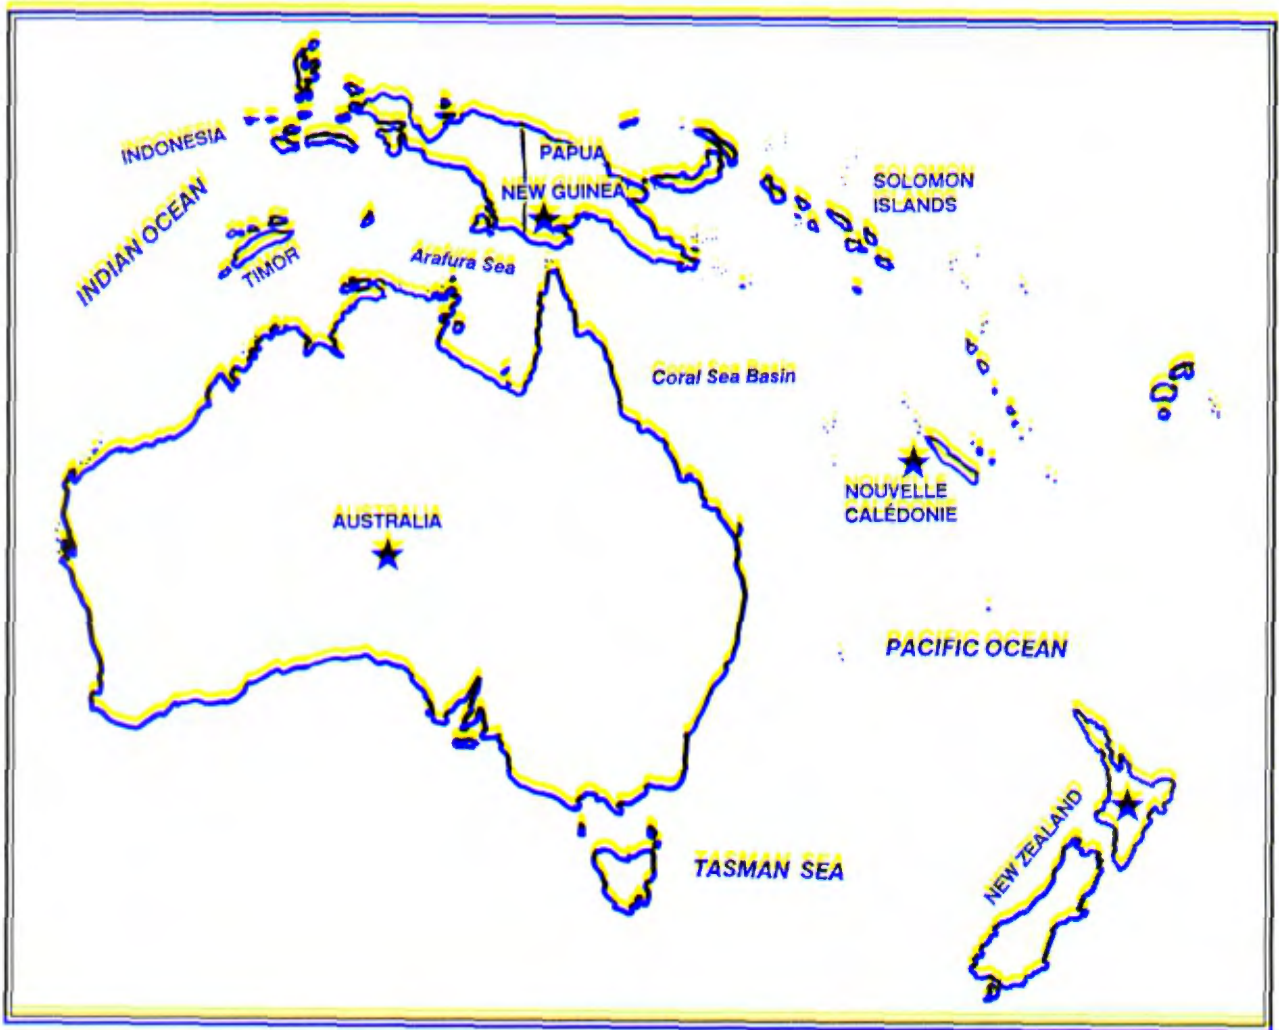 INDONESIA
PAPUA
NEW GUINEA
SOLOMON
ISLANDS
INDIAN OCEAN
TIMOR
Arafura Sea
Coral Sea Basin
NOUVELLE
CALÉDONIE
AUSTRALIA
PACIFIC OCEAN
NEW ZEALAND
TASMAN SEA